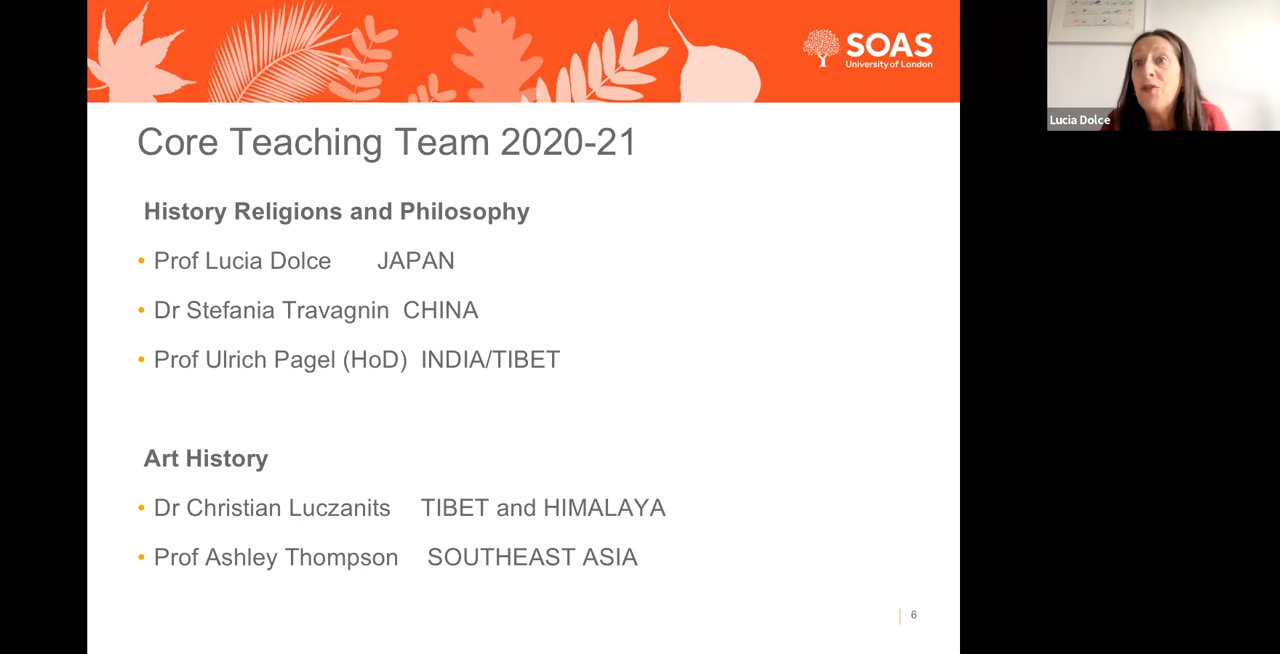 SOAS
University of London
Lucia Dolce
Core Teaching Team 2020-21
History Religions and Philosophy
• Prof Lucia Dolce JAPAN
• Dr Stefania Travagnin CHINA
• Prof Ulrich Pagel (HoD) INDIA/TIBET
Art History
• Dr Christian Luczanits TIBET and HIMALAYA
• Prof Ashley Thompson SOUTHEAST ASIA
6